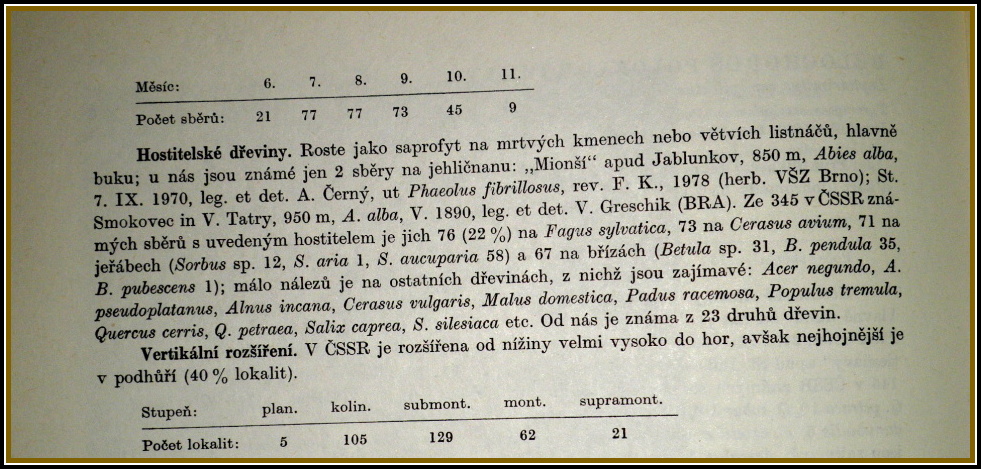 Měsíc: 6. 7. 8. 9. 10. 11.
Počet sběrů: 21 77 77 73 45 9
Hostitelské dřeviny. Roste jako saprofyt na mrtvých kmenech nebo větvích listnáčů, hlavně
buku; u nás jsou známé jen 2 sběry na jehličnanu: „Mionší“ apud Jablunkov, 850 m, Abies alba,
7. IX. 1970, leg. et det. A. Černý, ut Phaeolus fibrillosus, rev. F. K., 1978 (herb. VŠZ Brno); St.
Smokovec in V. Tatry, 950 m, A. alba, V. 1890, leg. et det. V. Greschik (BRA). Ze 345 v ČSSR zná-
mých sběrů s uvedeným hostitelem je jich 76 (22 %) na Fagus sylvatica, 73 na Cerasus avium, 71 na
jeřábech (Sorbus sp. 12, S. aria 1, S. aucuparia 58) a 67 na břízách (Betula sp. 31, B. pendula 35,
B. pubescens 1); málo nálezů je na ostatních dřevinách, z nichž jsou zajímavé: Acer negundo, A.
pseudoplatanus, Alnus incana, Cerasus vulgaris, Malus domestica, Padus racemosa, Populus tremula,
Quercus cerris, Q. petraea, Salix caprea, S. silesiaca etc. Od nás je známa z 23 druhů dřevin.
Vertikální rozšíření. V ČSSR je rozšířena od nížiny velmi vysoko do hor, avšak nejhojnější je
v podhůří (40 % lokalit).
Stupeň: plan. kolin. submont. mont. supramont.
Počet lokalit: 5 105 129 62 21